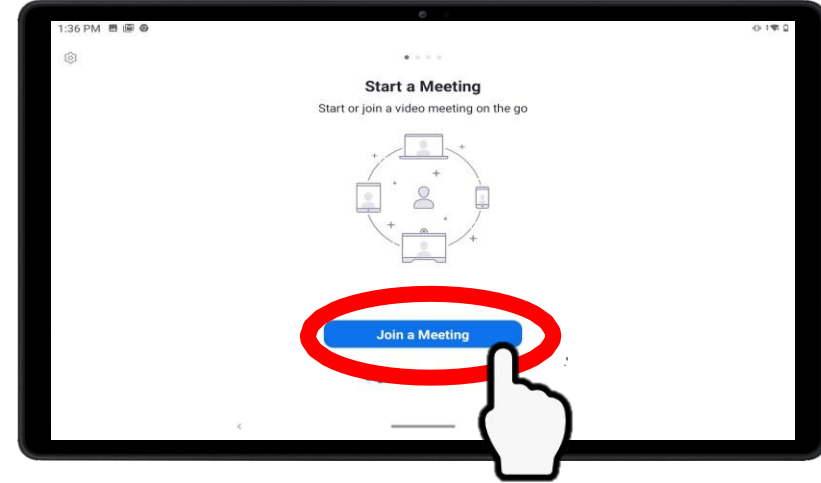 1:36 PM
Start a Meeting
Start or join a video meeting on the go
Join a Meeting